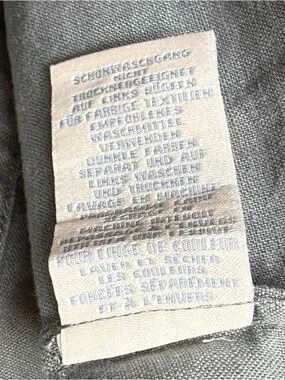 SCHONWASCHGANG
NICHT
TROCKNERGEEIGNET
AUF LINKS BÜGELN
FÜR FARBIGE TEXTILIEN
EMPFOHLENES
WASCHMITTEL
VERWENDEN
DUNKLE FARBEN
SEPARAT UND AUF
LINKS WASCHEN
UND TROCKNEN
LAVAGE EN MACHINE
POUR LINGE DE COULEUR
LAVER ET SÉCHER
LES COULEURS
FONCÉES SÉPARÉMENT
ET À L'ENVERS